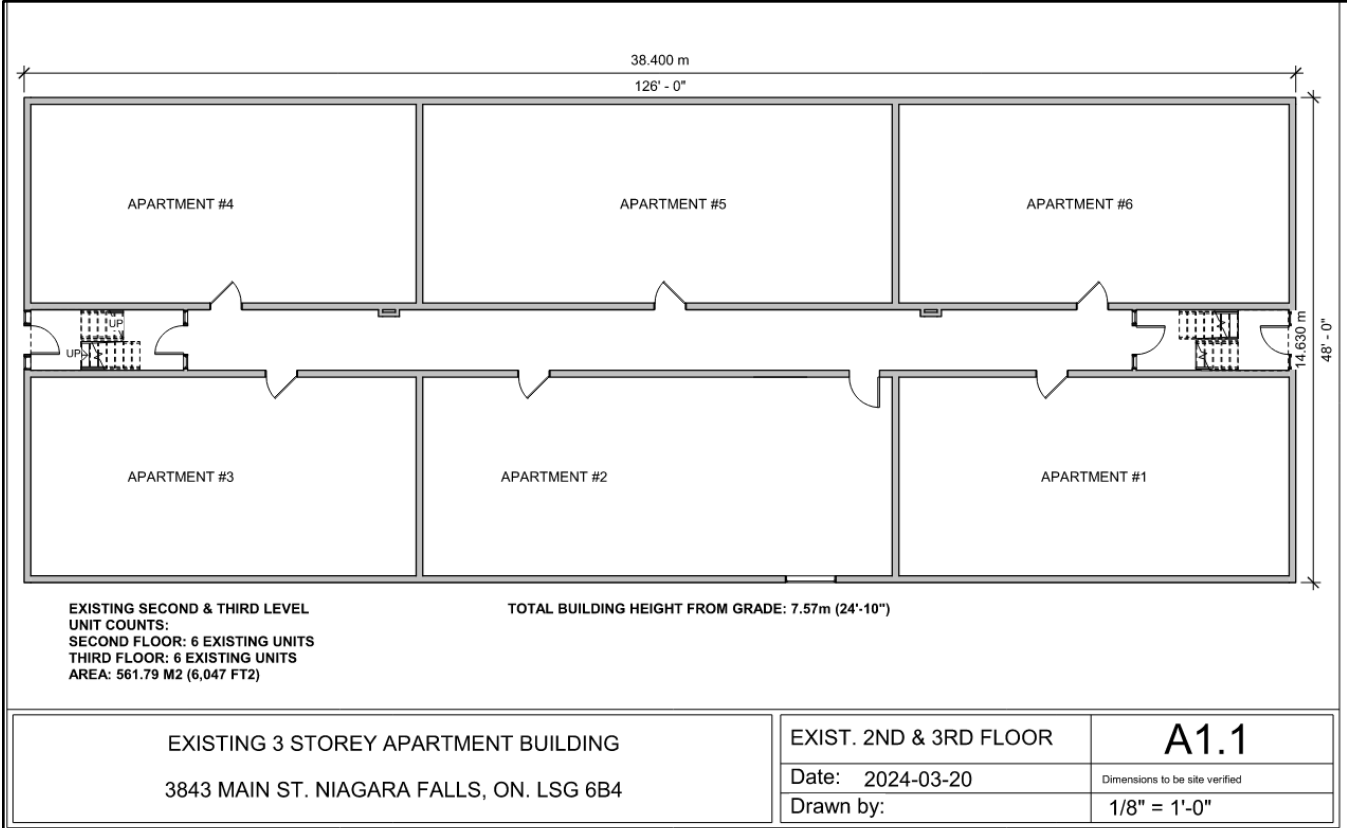 38.400 m
126' - 0"
APARTMENT #4
APARTMENT #5
APARTMENT #6
UP
UP
14.630 m
48' - 0"
APARTMENT #3
APARTMENT #2
APARTMENT #1
EXISTING SECOND & THIRD LEVEL
UNIT COUNTS:
SECOND FLOOR: 6 EXISTING UNITS
THIRD FLOOR: 6 EXISTING UNITS
AREA: 561.79 M2 (6,047 FT2)
TOTAL BUILDING HEIGHT FROM GRADE: 7.57m (24'-10")
EXISTING 3 STOREY APARTMENT BUILDING
3843 MAIN ST. NIAGARA FALLS, ON. LSG 6B4
EXIST. 2ND & 3RD FLOOR
A1.1
Date: 2024-03-20
Dimensions to be site verified
Drawn by:
1/8" = 1'-0"